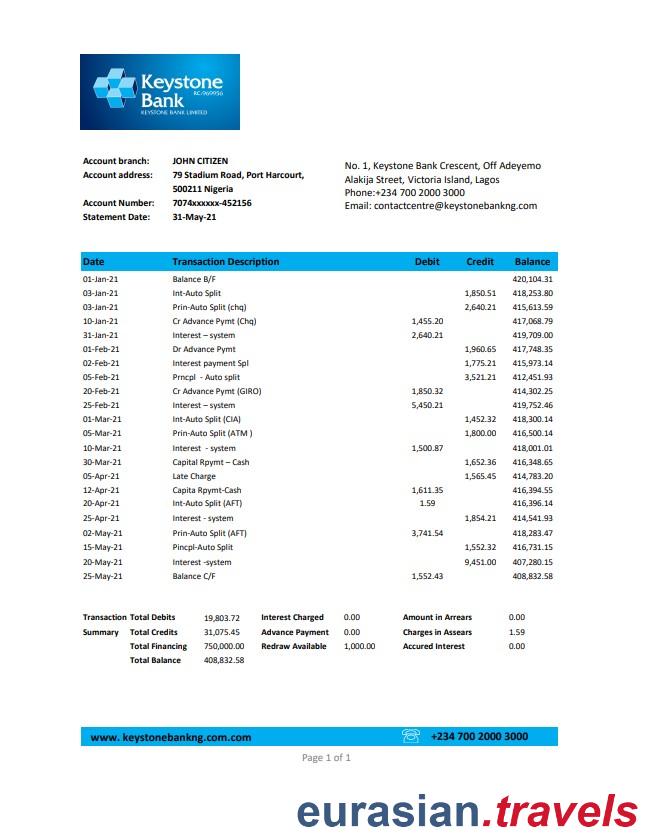 Keystone
RC-969956
Bank
KEYSTONE BANK LIMITED
Account branch: JOHN CITIZEN
Account address: 79 Stadium Road, Port Harcourt,
500211 Nigeria
Account Number: 7074xxxxxx-452156
Statement Date: 31-May-21
No. 1, Keystone Bank Crescent, Off Adeyemo
Alakija Street, Victoria Island, Lagos
Phone:+234 700 2000 3000
Email: contactcentre@keystonebankng.com
Date Transaction Description Debit Credit Balance
01-Jan-21 Balance B/F 420,104.31
03-Jan-21 Int-Auto Split 1,850.51 418,253.80
03-Jan-21 Prin-Auto Split (chq) 2,640.21 415,613.59
10-Jan-21 Cr Advance Pymt (Chq) 1,455.20 417,068.79
31-Jan-21 Interest – system 2,640.21 419,709.00
01-Feb-21 Dr Advance Pymt 1,960.65 417,748.35
02-Feb-21 Interest payment Spl 1,775.21 415,973.14
05-Feb-21 Prncpl - Auto split 3,521.21 412,451.93
20-Feb-21 Cr Advance Pymt (GIRO) 1,850.32 414,302.25
25-Feb-21 Interest – system 5,450.21 419,752.46
01-Mar-21 Int-Auto Split (CIA) 1,452.32 418,300.14
05-Mar-21 Prin-Auto Split (ATM ) 1,800.00 416,500.14
10-Mar-21 Interest - system 1,500.87 418,001.01
30-Mar-21 Capital Rpymt – Cash 1,652.36 416,348.65
05-Apr-21 Late Charge 1,565.45 414,783.20
12-Apr-21 Capita Rpymt-Cash 1,611.35 416,394.55
20-Apr-21 Int-Auto Split (AFT) 1.59 416,396.14
25-Apr-21 Interest - system 1,854.21 414,541.93
02-May-21 Prin-Auto Split (AFT) 3,741.54 418,283.47
15-May-21 Pincpl-Auto Split 1,552.32 416,731.15
20-May-21 Interest -system 9,451.00 407,280.15
25-May-21 Balance C/F 1,552.43 408,832.58
Transaction Total Debits 19,803.72 Interest Charged 0.00 Amount in Arrears 0.00
Summary Total Credits 31,075.45 Advance Payment 0.00 Charges in Assears 1.59
Total Financing 750,000.00 Redraw Available 1,000.00 Accured Interest 0.00
Total Balance 408,832.58
www. keystonebankng.com.com +234 700 2000 3000
Page 1 of 1
eurasian.travels